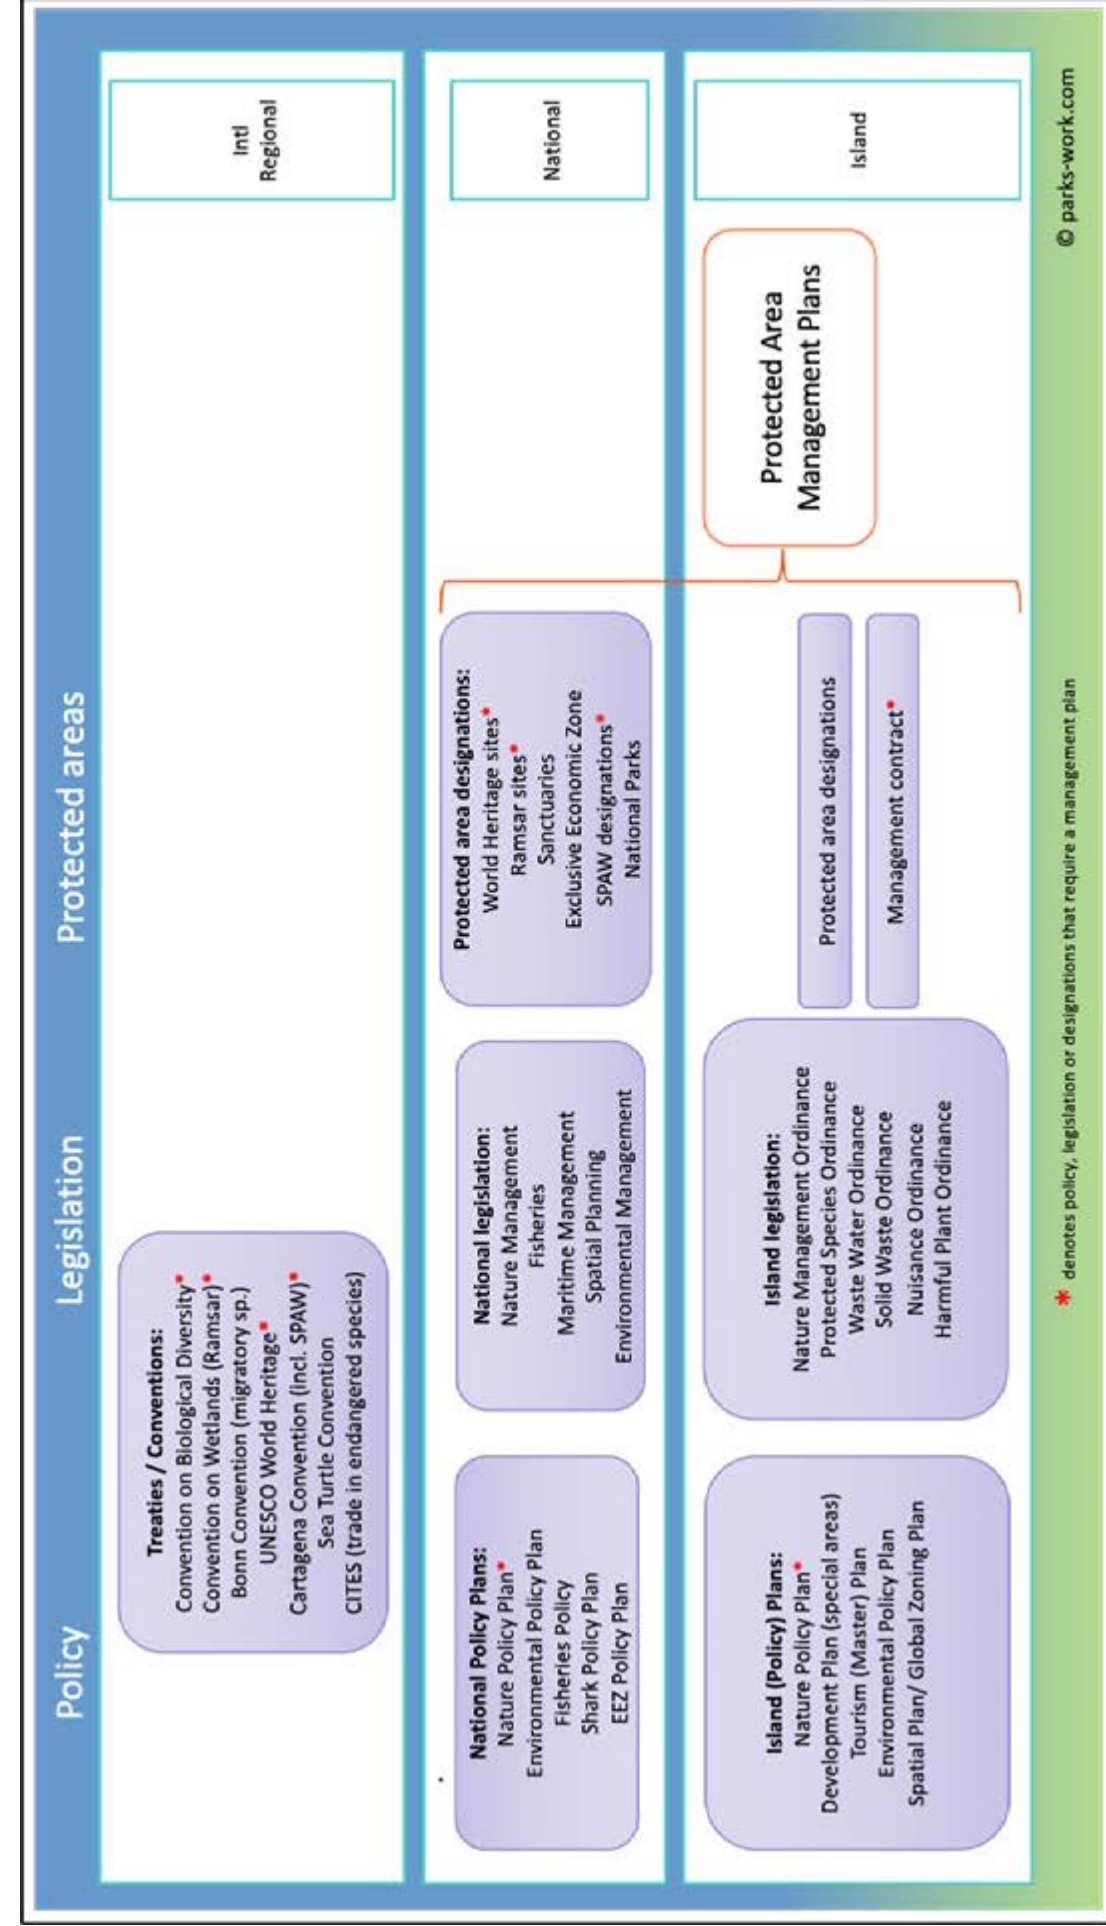 Policy
Legislation
Protected areas
Treaties / Conventions:
Convention on Biological Diversity*
Convention on Wetlands (Ramsar)*
Bonn Convention (migratory sp.)
UNESCO World Heritage*
Cartagena Convention (incl. SPAW)*
Sea Turtle Convention
CITES (trade in endangered species)
Intl
Regional
National Policy Plans:
Nature Policy Plan*
Environmental Policy Plan
Fisheries Policy
Shark Policy Plan
EEZ Policy Plan
National legislation:
Nature Management
Fisheries
Maritime Management
Spatial Planning
Environmental Management
Protected area designations:
World Heritage sites*
Ramsar sites*
Sanctuaries
Exclusive Economic Zone
SPAW designations*
National Parks
National
Island (Policy) Plans:
Nature Policy Plan*
Development Plan (special areas)
Tourism (Master) Plan
Environmental Policy Plan
Spatial Plan/ Global Zoning Plan
Island legislation:
Nature Management Ordinance
Protected Species Ordinance
Waste Water Ordinance
Solid Waste Ordinance
Nuisance Ordinance
Harmful Plant Ordinance
Protected area designations
Management contract*
Protected Area
Management Plans
Island
* denotes policy, legislation or designations that require a management plan
© parks-work.com